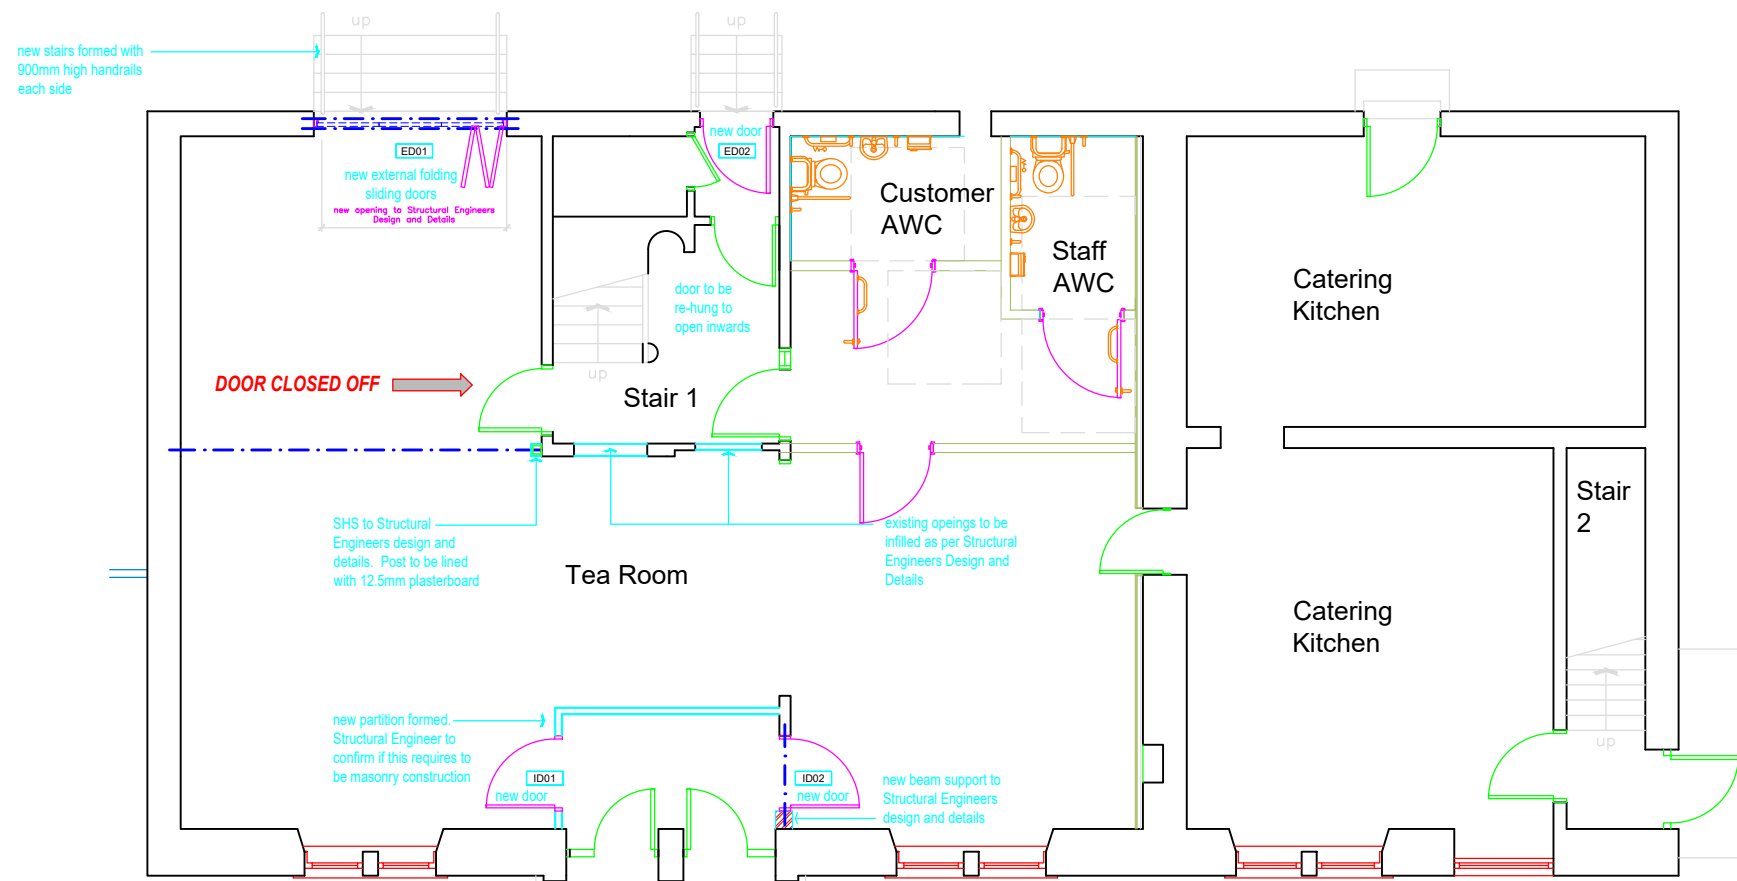 up
up
new stairs formed with
900mm high handrails
each side
new door
ED01
ED02
new external folding
sliding doors
new opening to Structural Engineers
Design and Details
Customer
AWC
Staff
AWC
Catering
Kitchen
door to be
re-hung to
open inwards
up
DOOR CLOSED OFF
Stair 1
Stair
2
SHS to Structural
Engineers design and
details. Post to be lined
with 12.5mm plasterboard
existing opeings to be
infilled as per Structural
Engineers Design and
Details
Tea Room
Catering
Kitchen
new partition formed.
Structural Engineer to
confirm if this requires to
be masonry construction
up
ID01
new door
ID02
new door
new beam support to
Structural Engineers
design and details